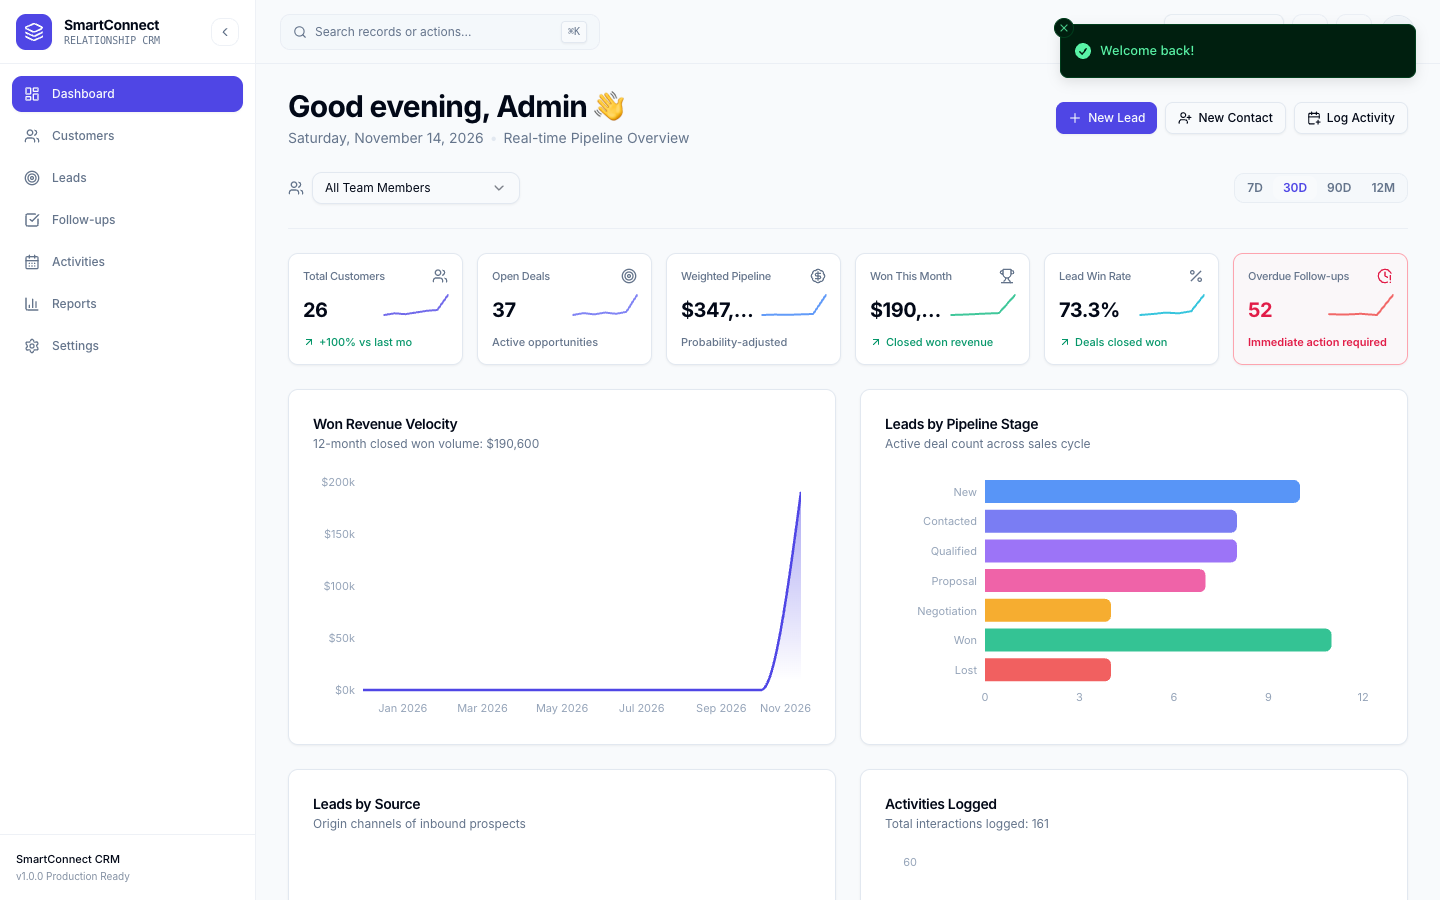 SmartConnect
RELATIONSHIP CRM
Search records or actions...
⌘K
Welcome back!
Dashboard
Customers
Leads
Follow-ups
Activities
Reports
Settings
SmartConnect CRM
v1.0.0 Production Ready
Good evening, Admin 👋
Saturday, November 14, 2026 • Real-time Pipeline Overview
New Lead
New Contact
Log Activity
All Team Members
7D
30D
90D
12M
Total Customers
26
+100% vs last mo
Open Deals
37
Active opportunities
Weighted Pipeline
$347,...
Probability-adjusted
Won This Month
$190,...
Closed won revenue
Lead Win Rate
73.3%
Deals closed won
Overdue Follow-ups
52
Immediate action required
Won Revenue Velocity
12-month closed won volume: $190,600
$200k
$150k
$100k
$50k
$0k
Jan 2026
Mar 2026
May 2026
Jul 2026
Sep 2026
Nov 2026
Leads by Pipeline Stage
Active deal count across sales cycle
New
Contacted
Qualified
Proposal
Negotiation
Won
Lost
0
3
6
9
12
Leads by Source
Origin channels of inbound prospects
Activities Logged
Total interactions logged: 161
60